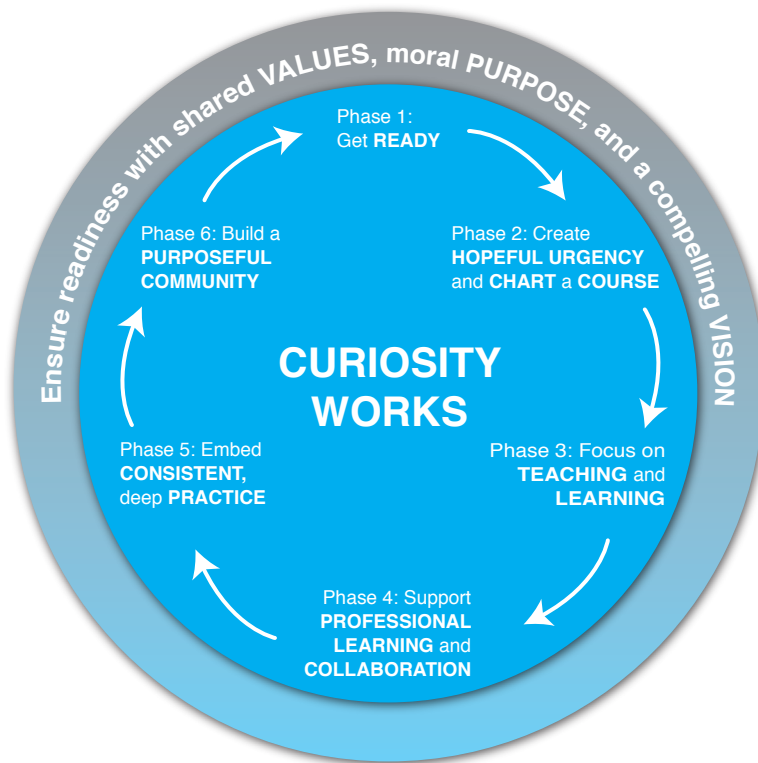 Ensure readiness with shared VALUES, moral PURPOSE, and a compelling VISION
Phase 1:
Get READY
Phase 2: Create
HOPEFUL URGENCY
and CHART a COURSE
Phase 3: Focus on
TEACHING and
LEARNING
Phase 4: Support
PROFESSIONAL
LEARNING and
COLLABORATION
Phase 5: Embed
CONSISTENT,
deep PRACTICE
Phase 6: Build a
PURPOSEFUL
COMMUNITY
CURIOSITY
WORKS